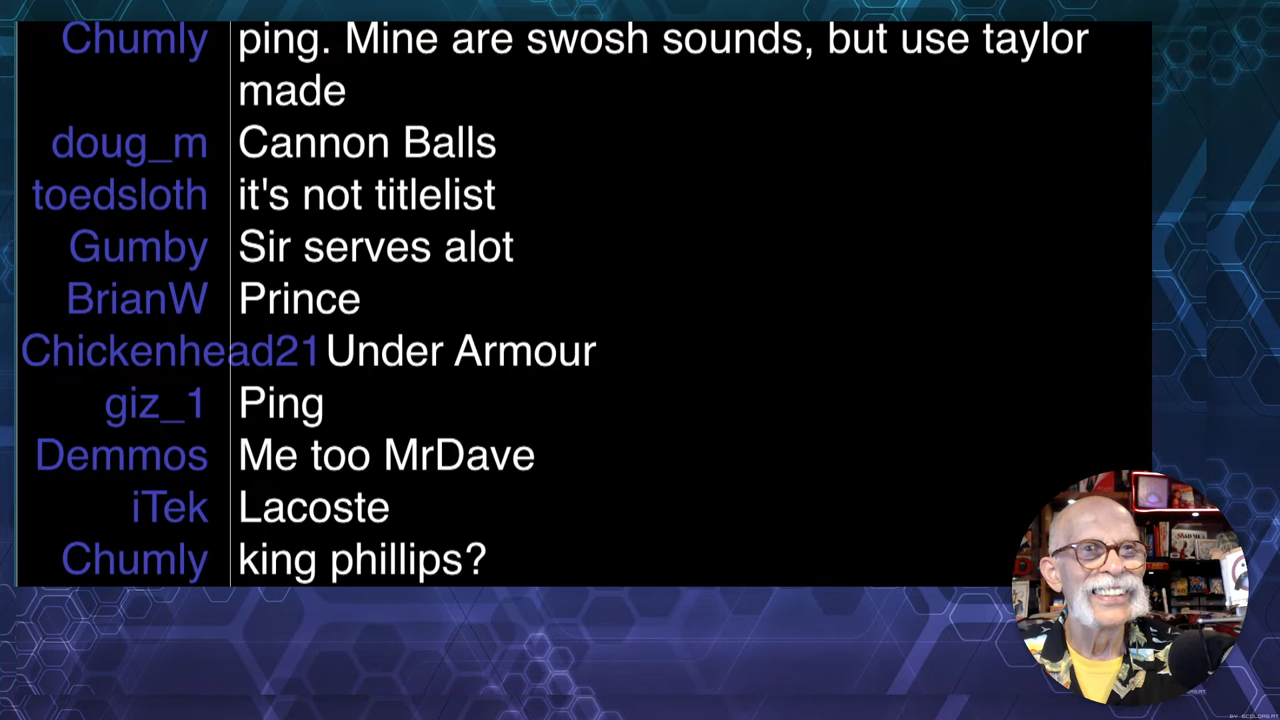 Chumly ping. Mine are swosh sounds, but use taylor
made
doug_m Cannon Balls
toedsloth it's not titlelist
Gumby Sir serves alot
BrianW Prince
Chickenhead21 Under Armour
giz_1 Ping
Demmos Me too MrDave
iTek Lacoste
Chumly king phillips?